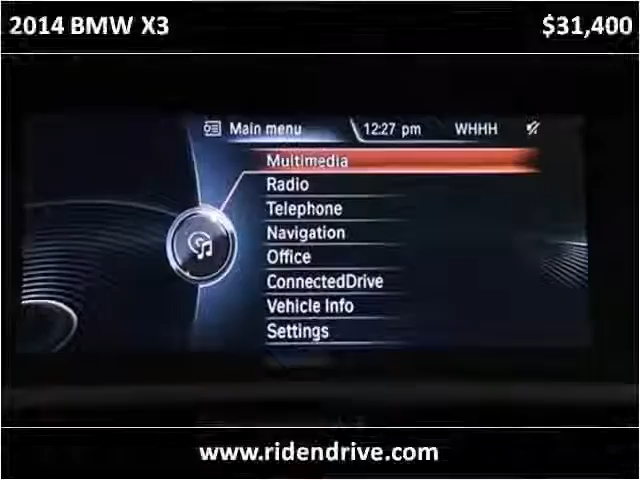 2014 BMW X3 $31,400
Main menu 12:27 pm WHHH
Multimedia
Radio
Telephone
Navigation
Office
ConnectedDrive
Vehicle Info
Settings
www.ridendrive.com